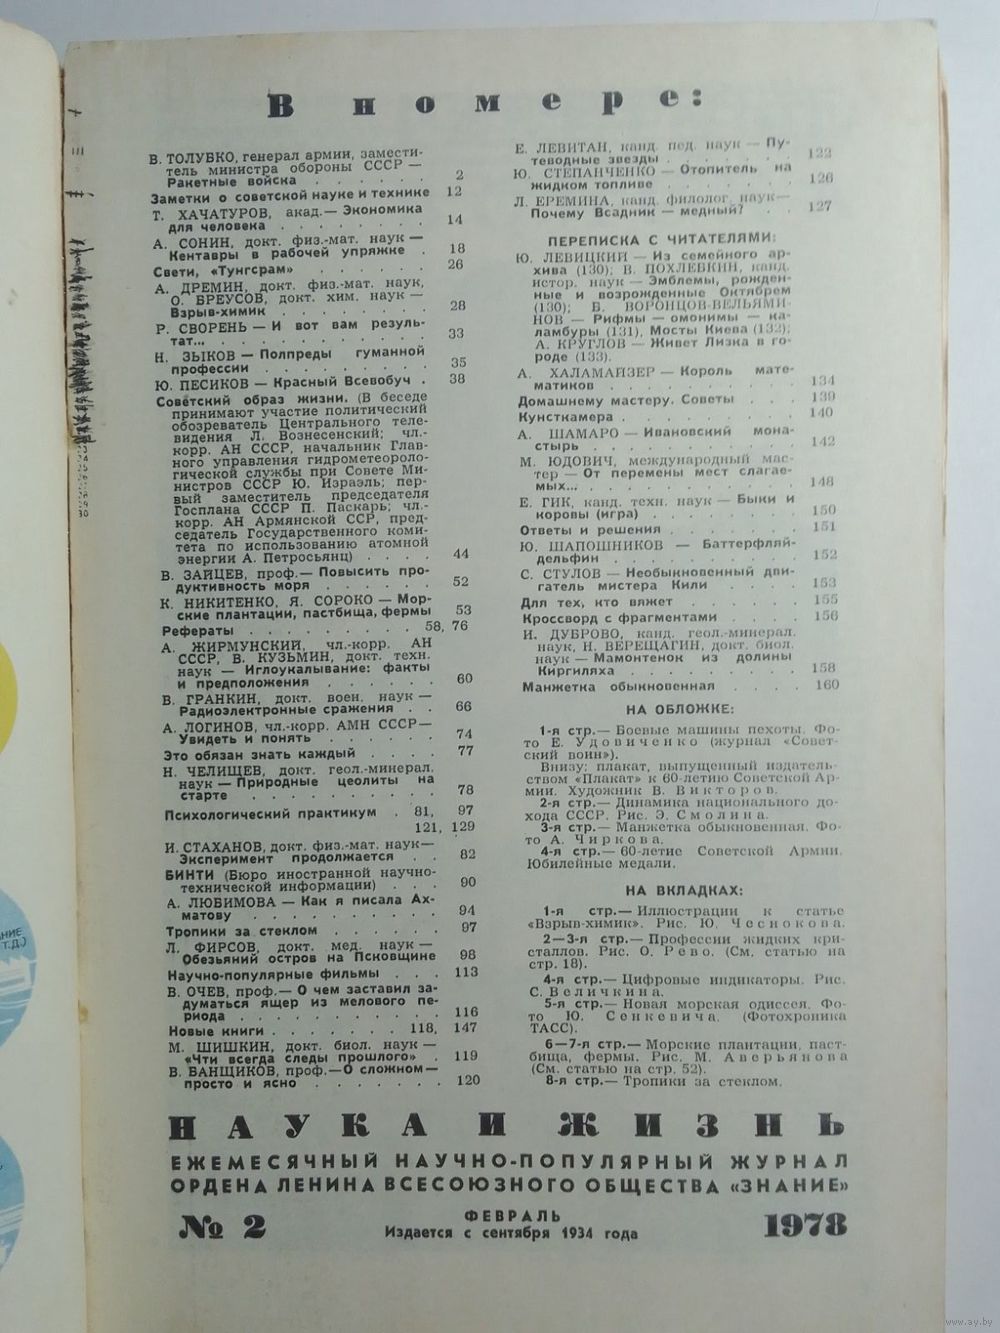 В номере:
В. ТОЛУБКО, генерал армии, замести-
тель министра обороны СССР —
Ракетные войска . . . . . . 2
Заметки о советской науке и технике 12
Т. ХАЧАТУРОВ, акад.— Экономика
для человека . . . . . . . . 14
А. СОНИН, докт. физ.-мат. наук —
Кентавры в рабочей упряжке . 18
Свети, «Тунгсрам» . . . . . . 26
А. ДРЕМИН, докт. физ.-мат. наук,
О. БРЕУСОВ, докт. хим. наук —
Взрыв-химик . . . . . . . . 28
Р. СВОРЕНЬ — И вот вам резуль-
тат... . . . . . . . . . . . 33
Н. ЗЫКОВ — Полпреды гуманной
профессии . . . . . . . . . 35
Ю. ПЕСИКОВ — Красный Всевобуч . 38
Советский образ жизни. (В беседе
принимают участие политический
обозреватель Центрального теле-
видения Л. Вознесенский; чл.-
корр. АН СССР, начальник Глав-
ного управления гидрометеороло-
гической службы при Совете Ми-
нистров СССР Ю. Израэль; пер-
вый заместитель председателя
Госплана СССР П. Паскарь; чл.-
корр. АН Армянской ССР, пред-
седатель Государственного коми-
тета по использованию атомной
энергии А. Петросьянц) . . . . 44
В. ЗАЙЦЕВ, проф.— Повысить про-
дуктивность моря . . . . . . 52
К. НИКИТЕНКО, Я. СОРОКО — Мор-
ские плантации, пастбища, фермы 53
Рефераты . . . . . . . . . 58, 76
А. ЖИРМУНСКИЙ, чл.-корр. АН
СССР, В. КУЗЬМИН, докт. техн.
наук — Иглоукалывание: факты
и предположения . . . . . . 60
В. ГРАНКИН, докт. воен. наук —
Радиоэлектронные сражения . . 66
А. ЛОГИНОВ, чл.-корр. АМН СССР—
Увидеть и понять . . . . . . 74
Это обязан знать каждый . . . . 77
Н. ЧЕЛИЩЕВ, докт. геол.-минерал.
наук — Природные цеолиты на
старте . . . . . . . . . . 78
Психологический практикум . 81, 97
121, 129
И. СТАХАНОВ, докт. физ.-мат. наук—
Эксперимент продолжается . . 82
БИНТИ (Бюро иностранной научно-
технической информации) . . . 90
А. ЛЮБИМОВА — Как я писала Ах-
матову . . . . . . . . . . 94
Тропики за стеклом . . . . . . 97
Л. ФИРСОВ, докт. мед. наук —
Обезьяний остров на Псковщине 98
Научно-популярные фильмы . . . 113
В. ОЧЕВ, проф.— О чем заставил за-
думаться ящер из мелового пе-
риода . . . . . . . . . . . 116
Новые книги . . . . . . . 118, 147
М. ШИШКИН, докт. биол. наук —
«Чти всегда следы прошлого» . 119
В. ВАНЩИКОВ, проф.—О сложном—
просто и ясно . . . . . . . 120
Е. ЛЕВИТАН, канд. пед. наук — Пу-
теводные звезды . . . . . . . 122
Ю. СТЕПАНЧЕНКО — Отопитель на
жидком топливе . . . . . . . 126
Л. ЕРЕМИНА, канд. филолог. наук—
Почему Всадник — медный? . . 127
ПЕРЕПИСКА С ЧИТАТЕЛЯМИ:
Ю. ЛЕВИЦКИЙ — Из семейного ар-
хива (130); В. ПОХЛЕБКИН, канд.
истор. наук — Эмблемы, рожден-
ные и возрожденные Октябрем
(130); Б. ВОРОНЦОВ-ВЕЛЬЯМИ-
НОВ — Рифмы — омонимы — ка-
ламбуры (131), Мосты Киева (132);
А. КРУГЛОВ — Живет Лизка в го-
роде (133).
А. ХАЛАМАЙЗЕР — Король мате-
матиков . . . . . . . . . . 134
Домашнему мастеру. Советы . . . 139
Кунсткамера . . . . . . . . . 140
А. ШАМАРО — Ивановский мона-
стырь . . . . . . . . . . . 142
М. ЮДОВИЧ, международный мас-
тер — От перемены мест слагае-
мых... . . . . . . . . . . . 148
Е. ГИК, канд. техн. наук — Быки и
коровы (игра) . . . . . . . . 150
Ответы и решения . . . . . . . 151
Ю. ШАПОШНИКОВ — Баттерфляй-
дельфин . . . . . . . . . . 152
С. СТУЛОВ — Необыкновенный дви-
гатель мистера Кили . . . . 153
Для тех, кто вяжет . . . . . . 155
Кроссворд с фрагментами . . . . 156
И. ДУБРОВО, канд. геол.-минерал.
наук, Н. ВЕРЕЩАГИН, докт. биол.
наук — Мамонтенок из долины
Киргиляха . . . . . . . . . 158
Манжетка обыкновенная . . . . 160
НА ОБЛОЖКЕ:
1-я стр.— Боевые машины пехоты. Фо-
то Е. Удовиченко (журнал «Совет-
ский воин»).
Внизу: плакат, выпущенный издатель-
ством «Плакат» к 60-летию Советской Ар-
мии. Художник В. Викторов.
2-я стр.— Динамика национального до-
хода СССР. Рис. Э. Смолина.
3-я стр.— Манжетка обыкновенная. Фо-
то А. Чиркова.
4-я стр.— 60-летие Советской Армии.
Юбилейные медали.
НА ВКЛАДКАХ:
1-я стр.— Иллюстрации к статье
«Взрыв-химик». Рис. Ю. Чеснокова.
2—3-я стр.— Профессии жидких кри-
сталлов. Рис. О. Рево. (См. статью на
стр. 18).
4-я стр.— Цифровые индикаторы. Рис.
С. Величкина.
5-я стр.— Новая морская одиссея. Фо-
то Ю. Сенкевича. (Фотохроника
ТАСС).
6—7-я стр.— Морские плантации, паст-
бища, фермы. Рис. М. Аверьянова
(См. статью на стр. 52).
8-я стр.— Тропики за стеклом.
НАУКА И ЖИЗНЬ
ЕЖЕМЕСЯЧНЫЙ НАУЧНО-ПОПУЛЯРНЫЙ ЖУРНАЛ
ОРДЕНА ЛЕНИНА ВСЕСОЮЗНОГО ОБЩЕСТВА «ЗНАНИЕ»
№ 2
ФЕВРАЛЬ
Издается с сентября 1934 года
1978
www.ay.by